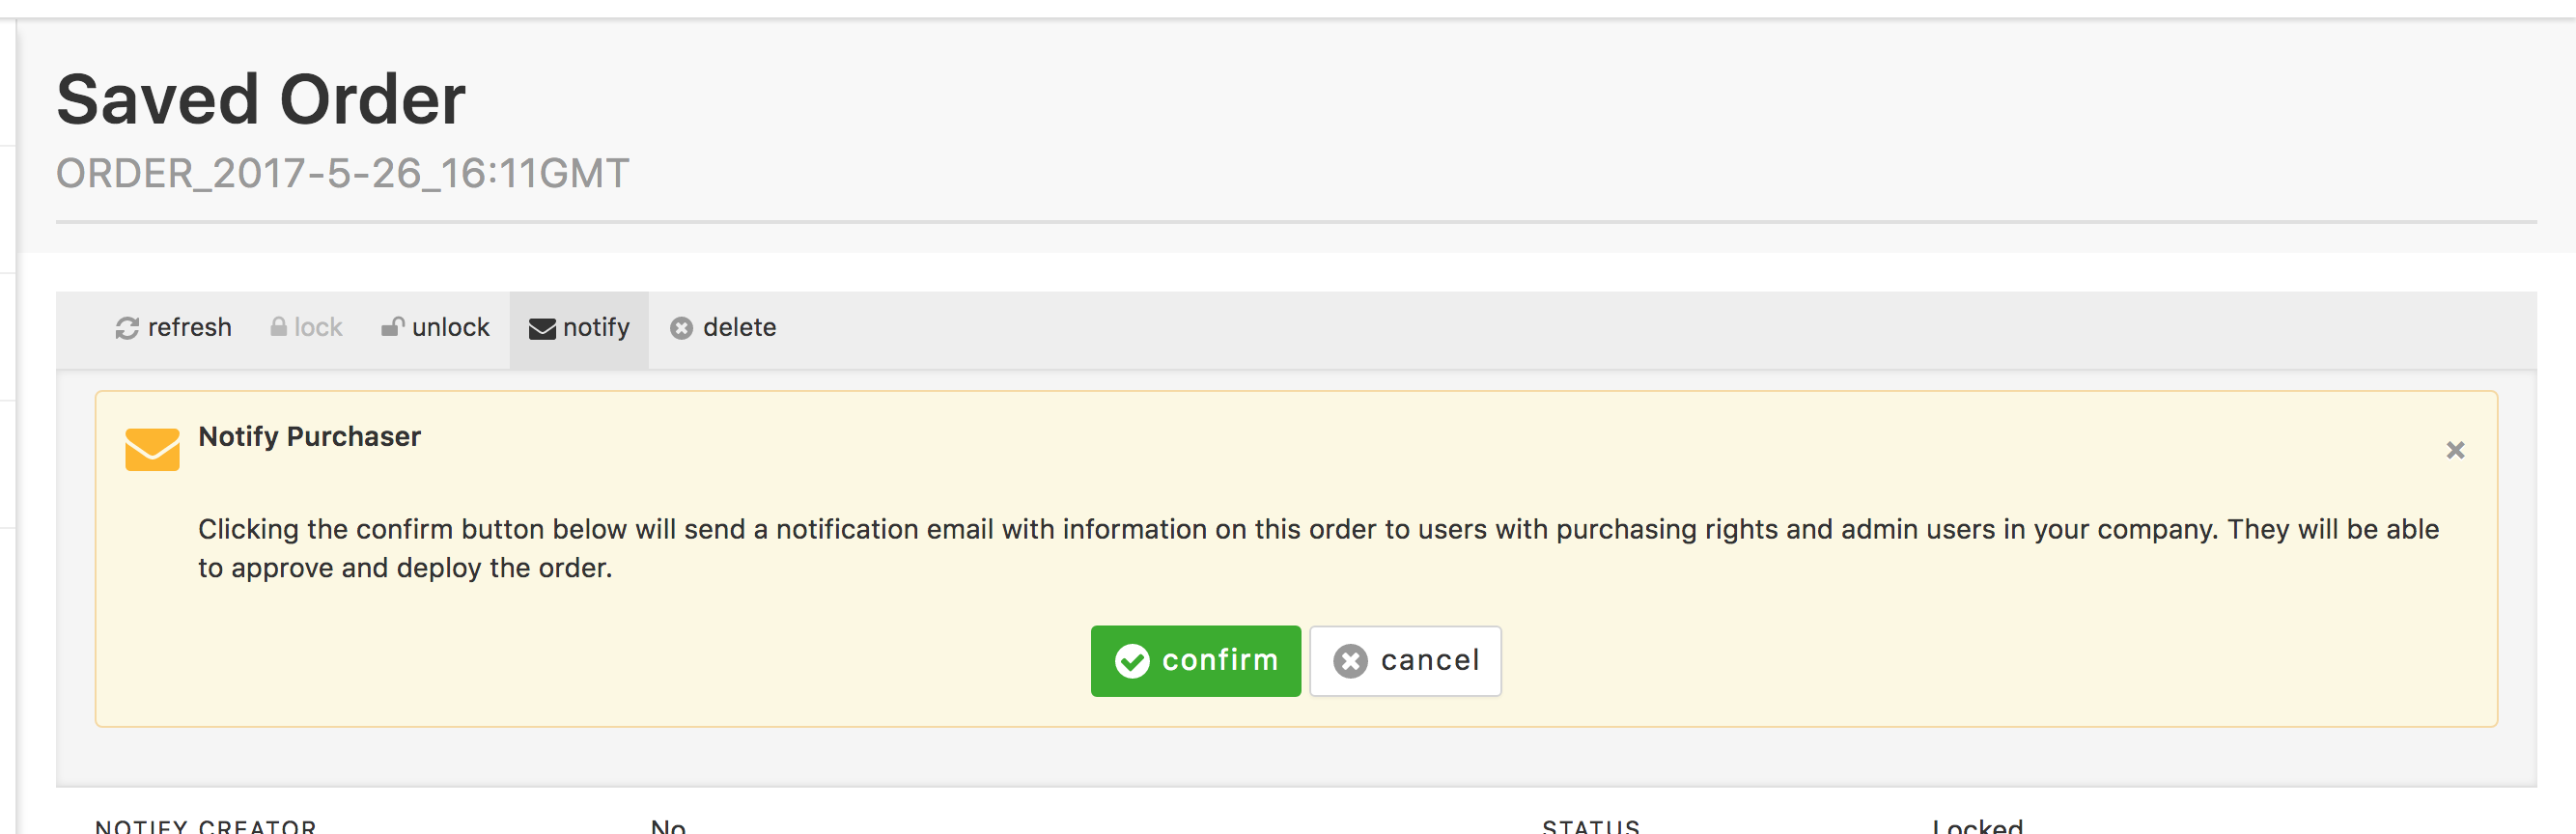 Saved Order
ORDER_2017-5-26_16:11GMT
refresh lock unlock notify delete
Notify Purchaser
Clicking the confirm button below will send a notification email with information on this order to users with purchasing rights and admin users in your company. They will be able
to approve and deploy the order.
confirm cancel
NOTIFY CREATOR No STATUS Locked